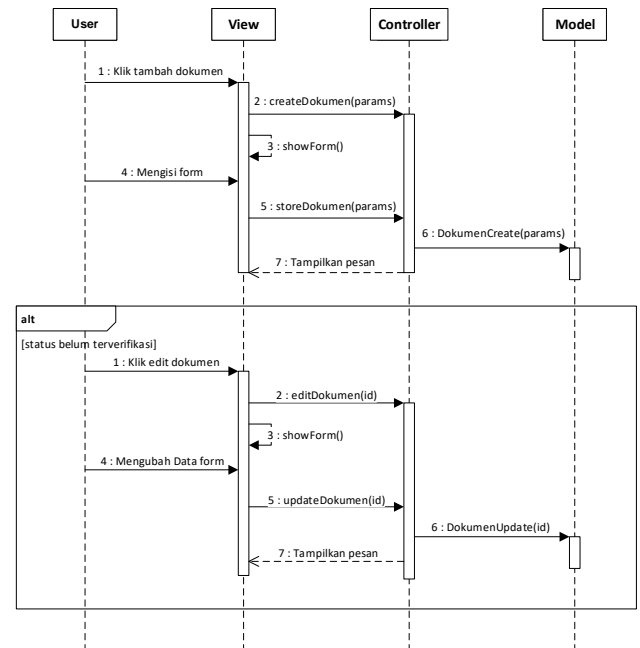 User
View
Controller
Model
1 : Klik tambah dokumen
2 : createDokumen(params)
3 : showForm()
4 : Mengisi form
5 : storeDokumen(params)
6 : DokumenCreate(params)
7 : Tampilkan pesan
alt
[status belum terverifikasi]
1 : Klik edit dokumen
2 : editDokumen(id)
3 : showForm()
4 : Mengubah Data form
5 : updateDokumen(id)
6 : DokumenUpdate(id)
7 : Tampilkan pesan